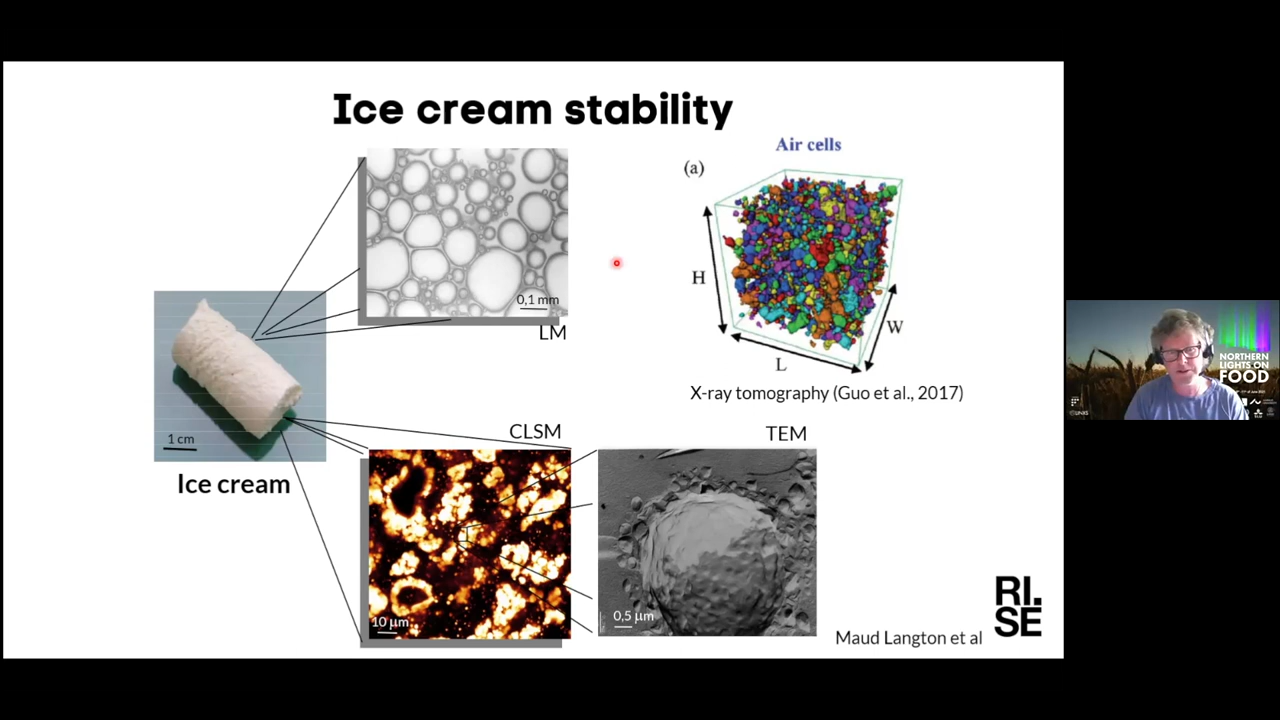 Ice cream stability
Air cells
(a)
H
W
L
0,1 mm
LM
X-ray tomography (Guo et al., 2017)
1 cm
Ice cream
CLSM
TEM
10 µm
0,5 µm
Maud Langton et al
RI.
SE
NORTHERN
LIGHTS ON
FOOD